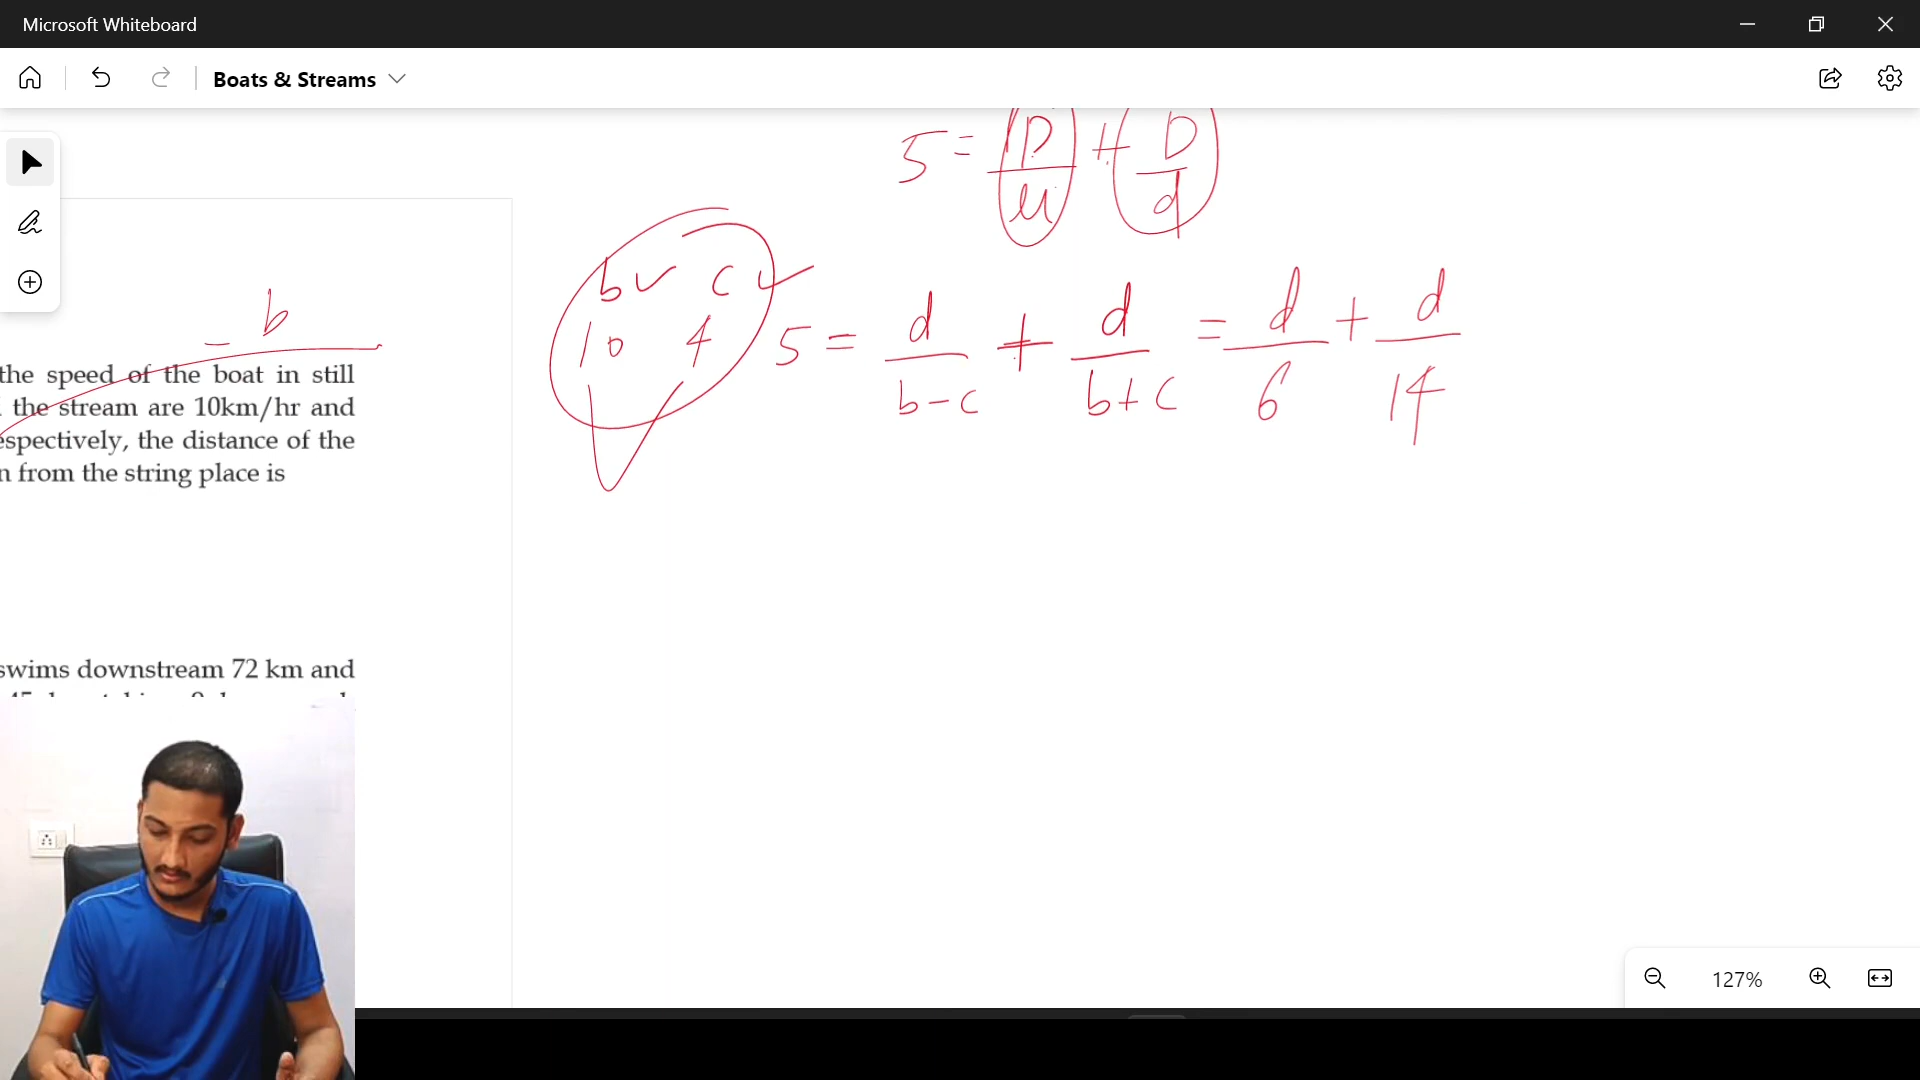 Microsoft Whiteboard
Boats & Streams
5 = D/u + D/d
b c
10 4
5 = d/b-c + d/b+c = d/6 + d/14
- b
the speed of the boat in still
the stream are 10km/hr and
espectively, the distance of the
n from the string place is
swims downstream 72 km and
127%